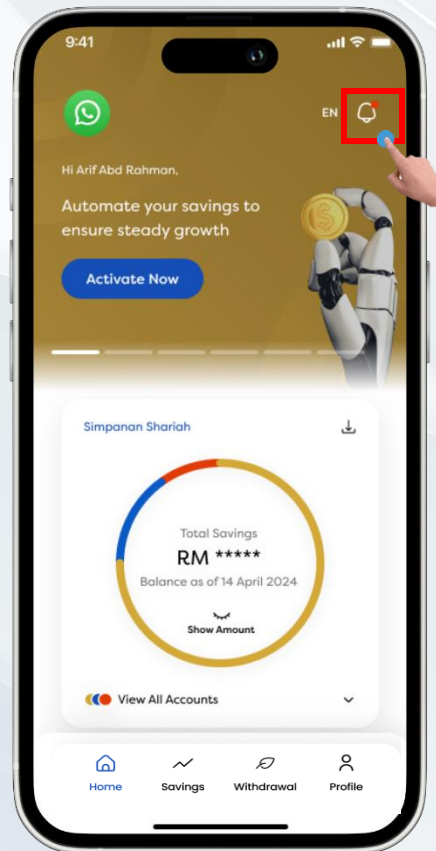 9:41
EN
Hi Arif Abd Rahman,
Automate your savings to
ensure steady growth
Activate Now
Simpanan Shariah
Total Savings
RM *****
Balance as of 14 April 2024
Show Amount
View All Accounts
Home Savings Withdrawal Profile